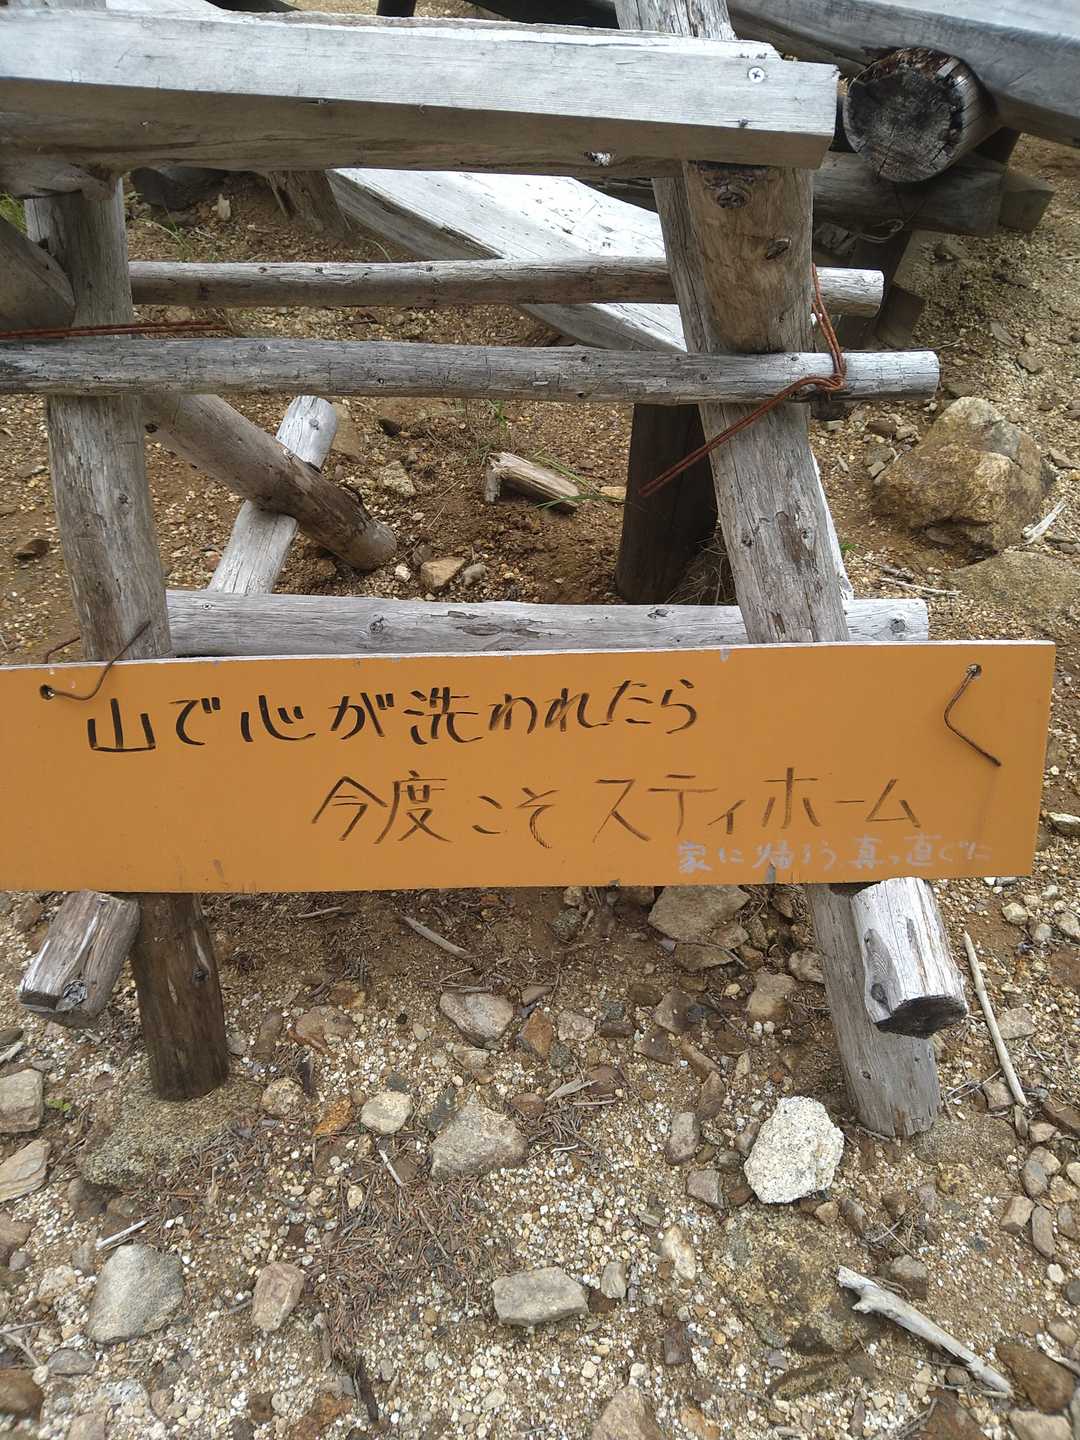 山で心が洗われたら
今度こそスティホーム
家に帰ろう真っ直ぐに